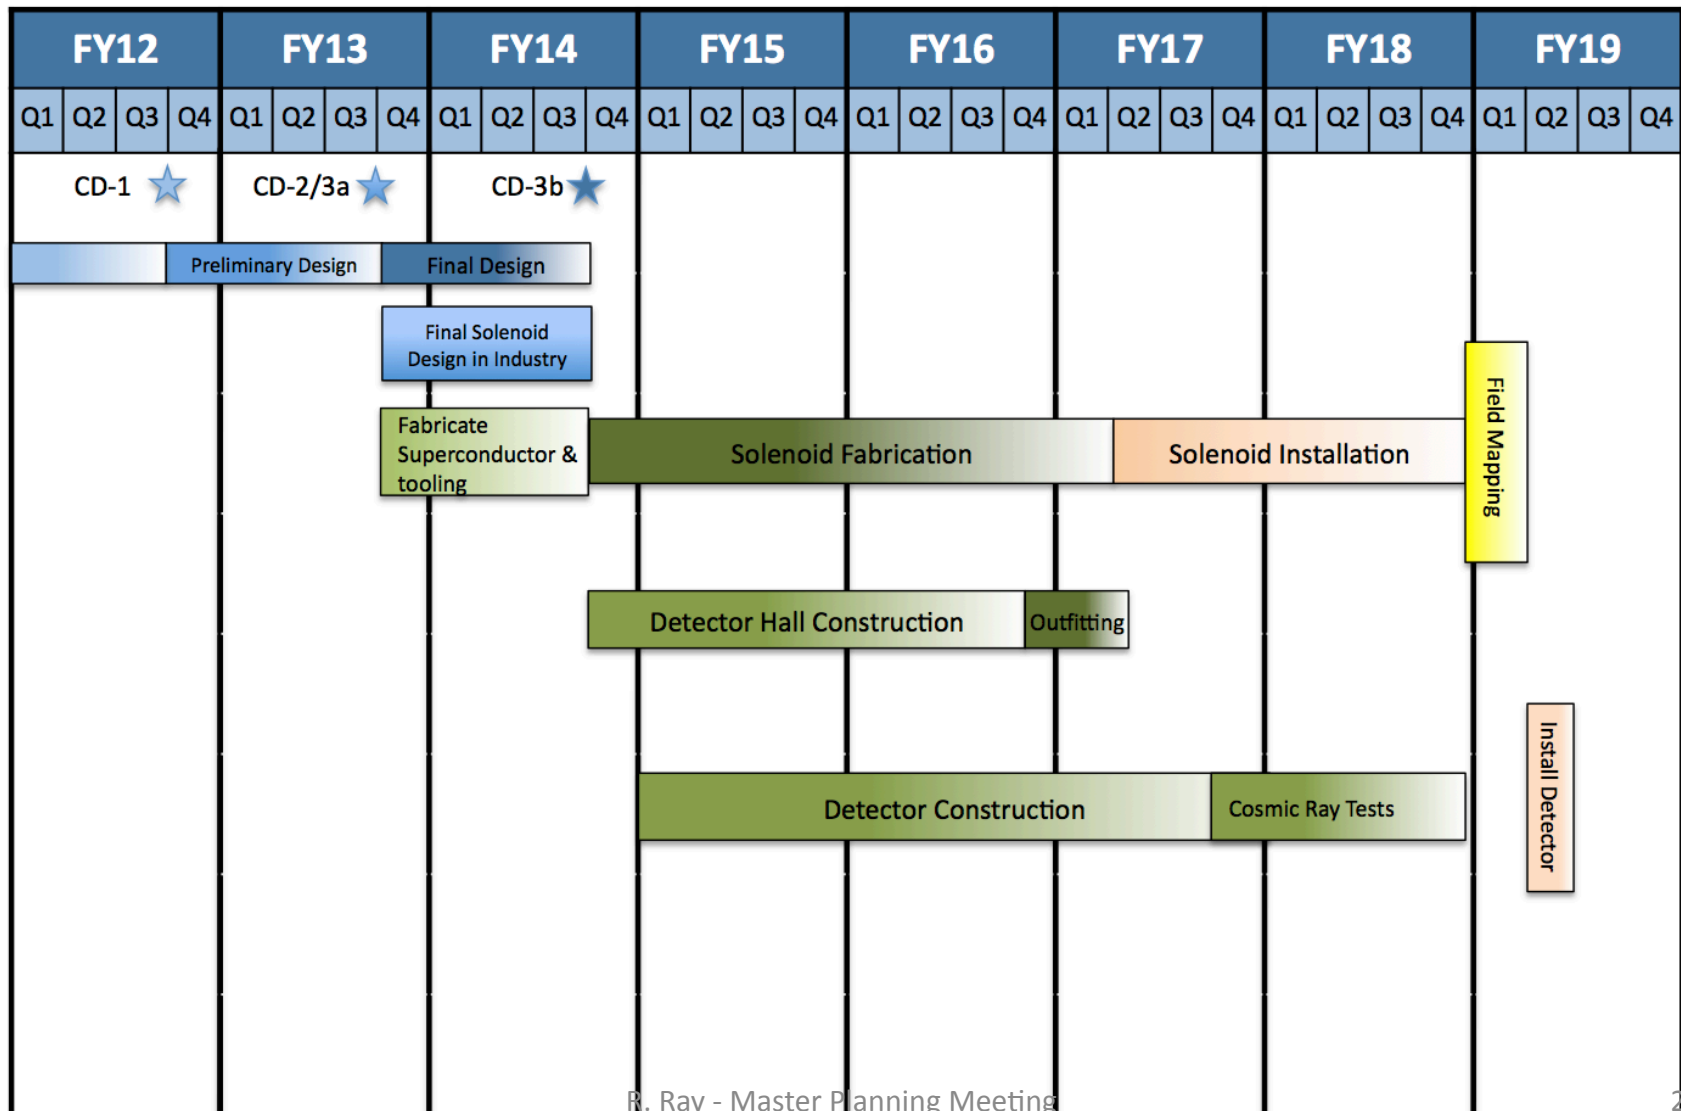 FY12 FY13 FY14 FY15 FY16 FY17 FY18 FY19
Q1 Q2 Q3 Q4 Q1 Q2 Q3 Q4 Q1 Q2 Q3 Q4 Q1 Q2 Q3 Q4 Q1 Q2 Q3 Q4 Q1 Q2 Q3 Q4 Q1 Q2 Q3 Q4 Q1 Q2 Q3 Q4
CD-1 CD-2/3a CD-3b
Preliminary Design Final Design
Final Solenoid
Design in Industry
Fabricate
Superconductor &
tooling
Solenoid Fabrication
Solenoid Installation
Field Mapping
Detector Hall Construction
Outfitting
Install Detector
Detector Construction
Cosmic Ray Tests
R. Ray - Master Planning Meeting
2